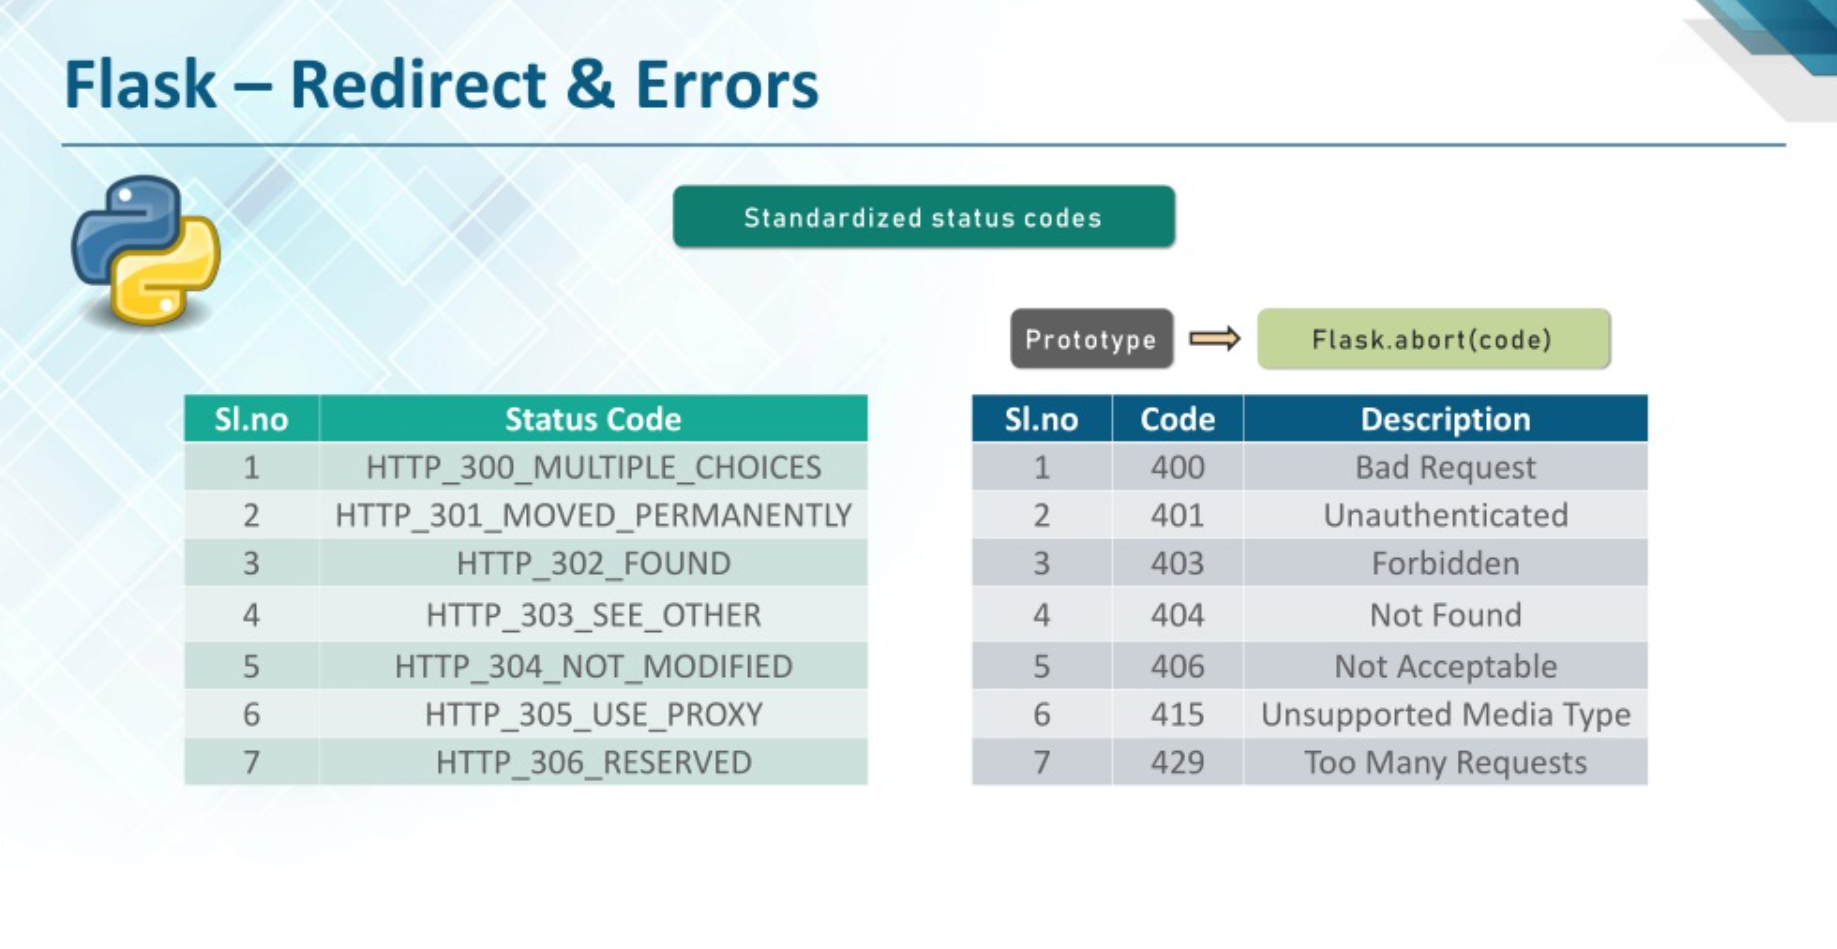 Flask – Redirect & Errors
Standardized status codes
Prototype
Flask.abort(code)
Sl.no Status Code
1 HTTP_300_MULTIPLE_CHOICES
2 HTTP_301_MOVED_PERMANENTLY
3 HTTP_302_FOUND
4 HTTP_303_SEE_OTHER
5 HTTP_304_NOT_MODIFIED
6 HTTP_305_USE_PROXY
7 HTTP_306_RESERVED
Sl.no Code Description
1 400 Bad Request
2 401 Unauthenticated
3 403 Forbidden
4 404 Not Found
5 406 Not Acceptable
6 415 Unsupported Media Type
7 429 Too Many Requests